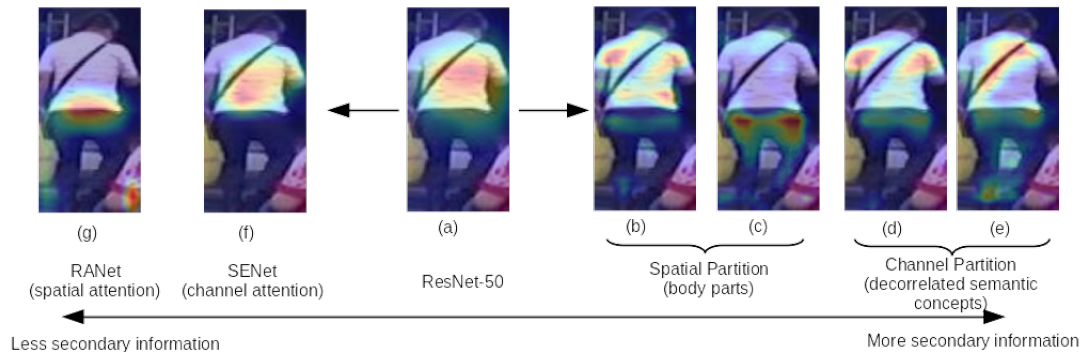 (g)
(f)
(a)
(b)
(c)
(d)
(e)
RANet
(spatial attention)
SENet
(channel attention)
ResNet-50
Spatial Partition
(body parts)
Channel Partition
(decorrelated semantic
concepts)
Less secondary information
More secondary information